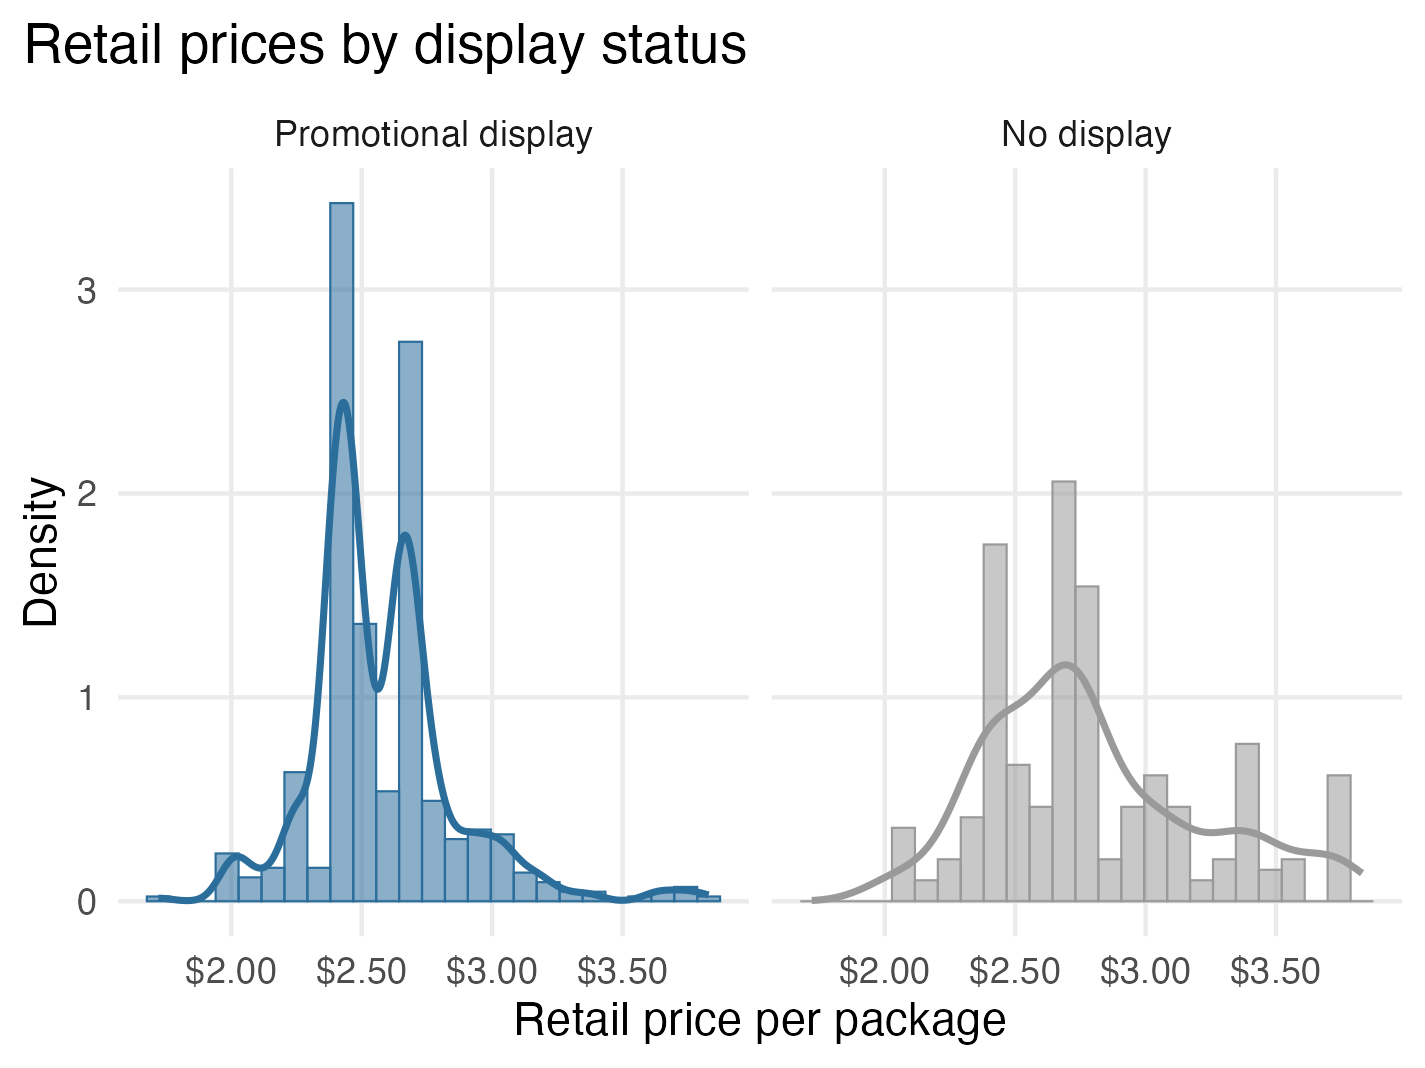 Retail prices by display status
Promotional display
No display
Density
3
2
1
0
$2.00 $2.50 $3.00 $3.50
$2.00 $2.50 $3.00 $3.50
Retail price per package